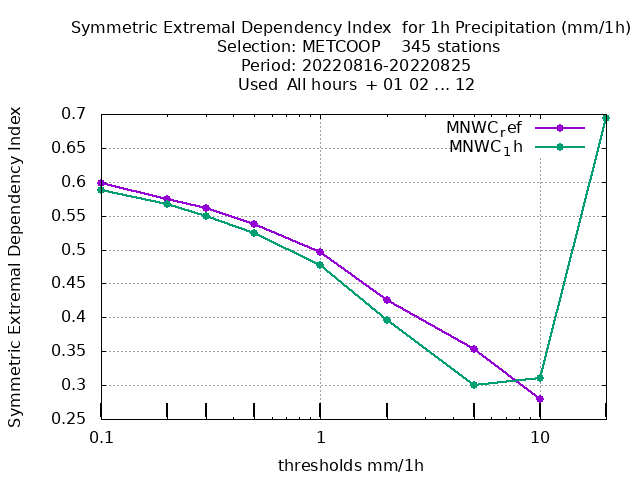 Symmetric Extremal Dependency Index  for 1h Precipitation (mm/1h)
Selection: METCOOP    345 stations
Period: 20220816-20220825
Used  All hours  + 01 02 ... 12
Symmetric Extremal Dependency Index
0.7
0.65
0.6
0.55
0.5
0.45
0.4
0.35
0.3
0.25
MNWCref
MNWC1h
0.1 1 10
thresholds mm/1h